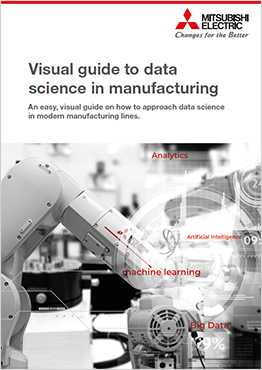 MITSUBISHI
ELECTRIC
Changes for the Better
Visual guide to data
science in manufacturing
An easy, visual guide on how to approach data science
in modern manufacturing lines.
Analytics
Artificial Intelligence
09:
machine learning
Big Data
9%